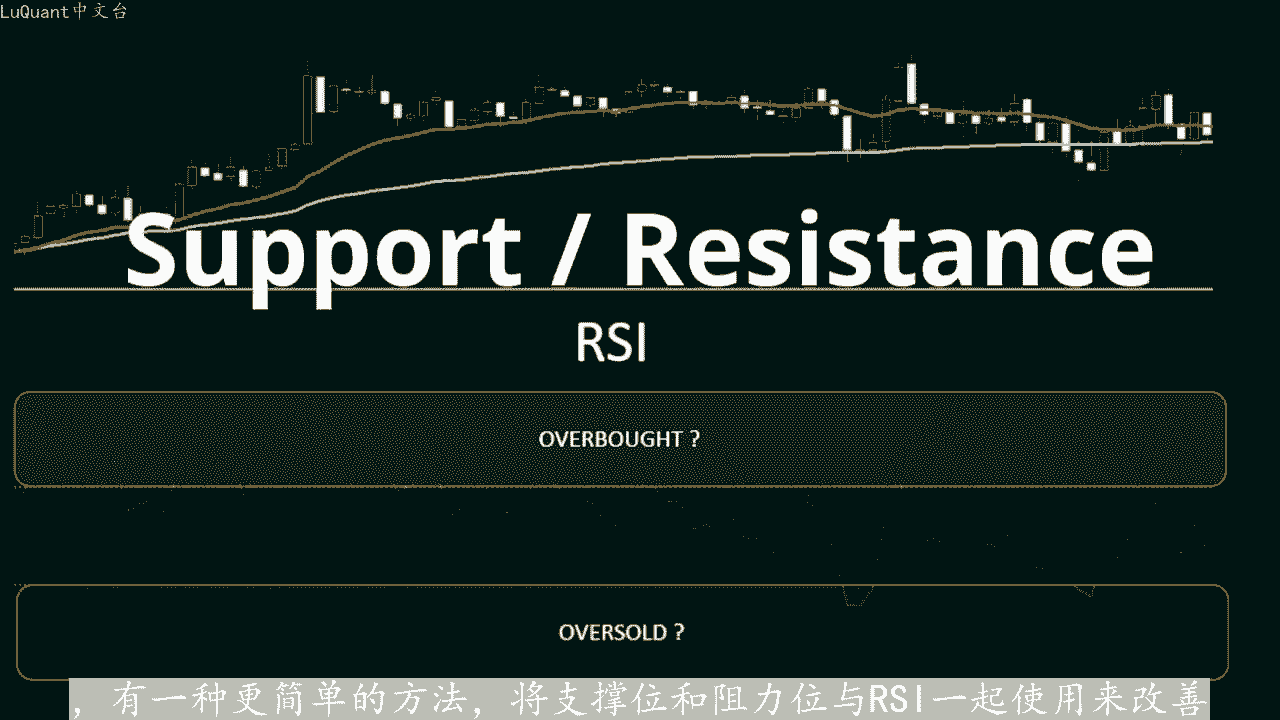 LuQuant中文台
Support / Resistance
RSI
OVERBOUGHT ?
OVERSOLD ?
，有一种更简单的方法，将支撑位和阻力位与RSI一起使用来改善